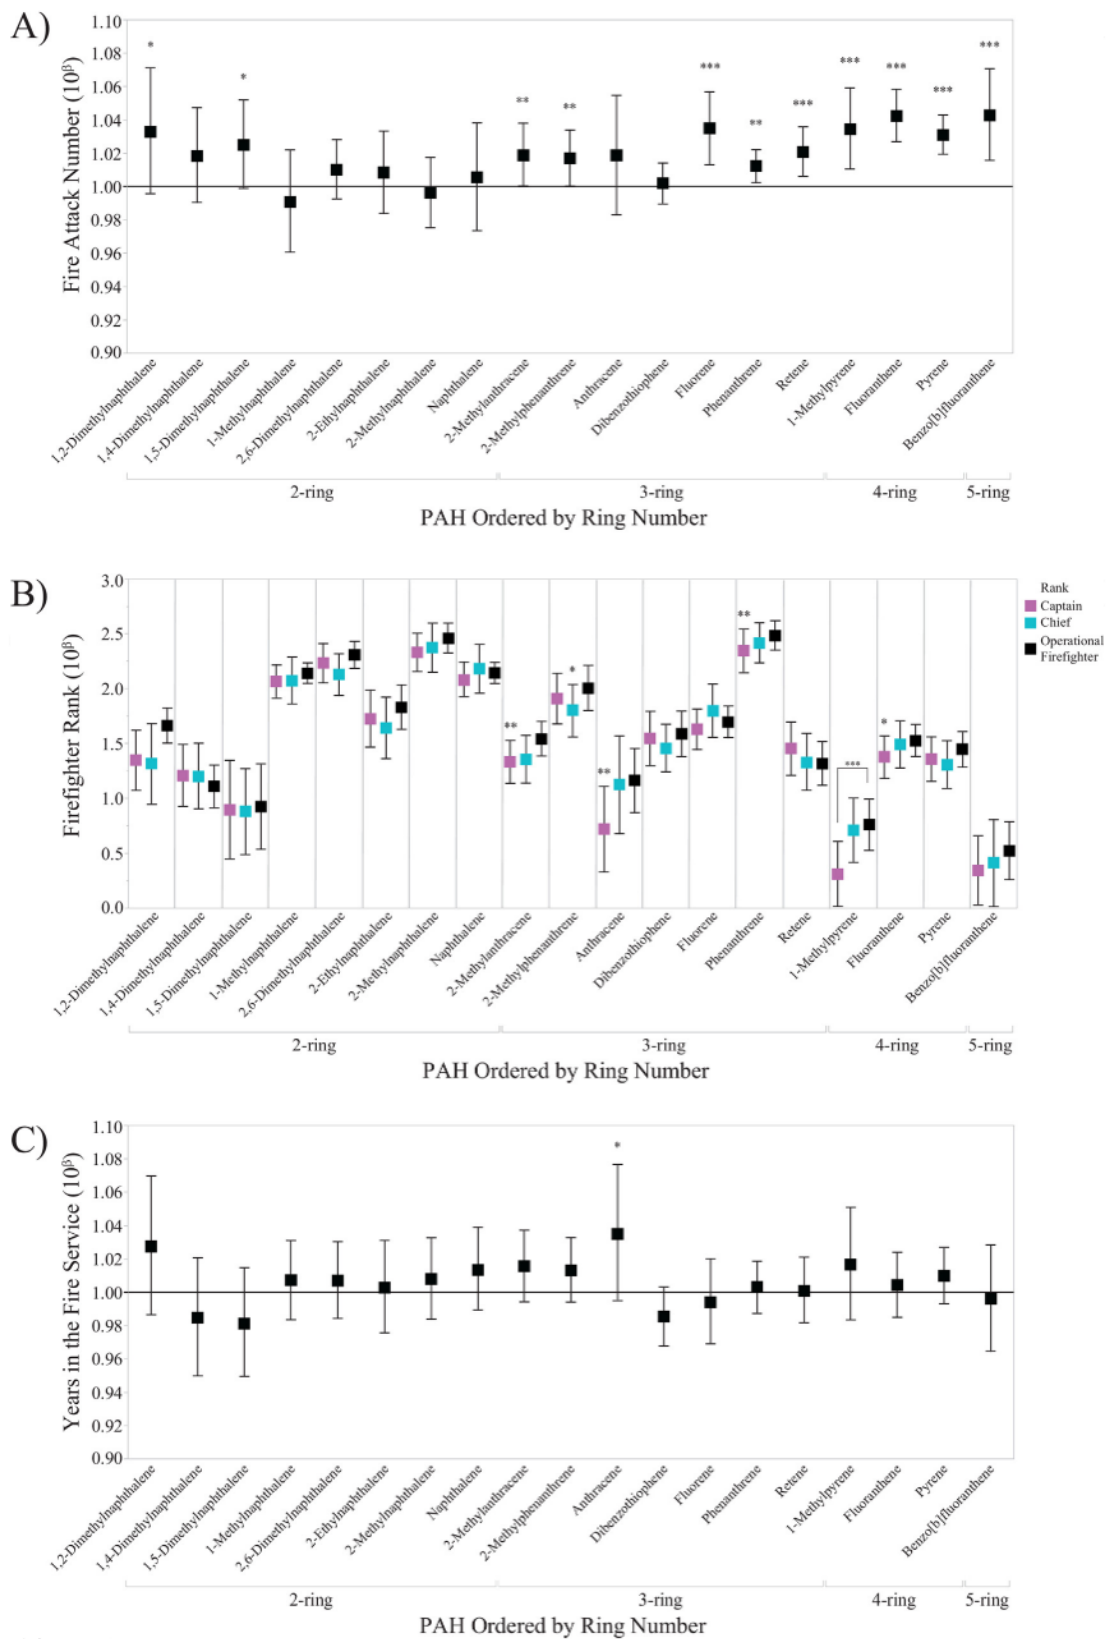 A)
Fire Attack Number (10^β)
1.10
1.08
1.06
1.04
1.02
1.00
0.98
0.96
0.94
0.92
0.90
*
*
**
**
***
**
***
***
***
***
***
1,2-Dimethylnaphthalene
1,4-Dimethylnaphthalene
1,5-Dimethylnaphthalene
1-Methylnaphthalene
2,6-Dimethylnaphthalene
2-Ethylnaphthalene
2-Methylnaphthalene
Naphthalene
2-Methylanthracene
2-Methylphenanthrene
Anthracene
Dibenzothiophene
Fluorene
Phenanthrene
Retene
1-Methylpyrene
Fluoranthene
Pyrene
Benzo[b]fluoranthene
2-ring 3-ring 4-ring 5-ring
PAH Ordered by Ring Number
B)
Firefighter Rank (10^β)
3.0
2.5
2.0
1.5
1.0
0.5
0.0
**
*
**
**
***
*
Rank
Captain
Chief
Operational
Firefighter
1,2-Dimethylnaphthalene
1,4-Dimethylnaphthalene
1,5-Dimethylnaphthalene
1-Methylnaphthalene
2,6-Dimethylnaphthalene
2-Ethylnaphthalene
2-Methylnaphthalene
Naphthalene
2-Methylanthracene
2-Methylphenanthrene
Anthracene
Dibenzothiophene
Fluorene
Phenanthrene
Retene
1-Methylpyrene
Fluoranthene
Pyrene
Benzo[b]fluoranthene
2-ring 3-ring 4-ring 5-ring
PAH Ordered by Ring Number
C)
Years in the Fire Service (10^β)
1.10
1.08
1.06
1.04
1.02
1.00
0.98
0.96
0.94
0.92
0.90
*
1,2-Dimethylnaphthalene
1,4-Dimethylnaphthalene
1,5-Dimethylnaphthalene
1-Methylnaphthalene
2,6-Dimethylnaphthalene
2-Ethylnaphthalene
2-Methylnaphthalene
Naphthalene
2-Methylanthracene
2-Methylphenanthrene
Anthracene
Dibenzothiophene
Fluorene
Phenanthrene
Retene
1-Methylpyrene
Fluoranthene
Pyrene
Benzo[b]fluoranthene
2-ring 3-ring 4-ring 5-ring
PAH Ordered by Ring Number